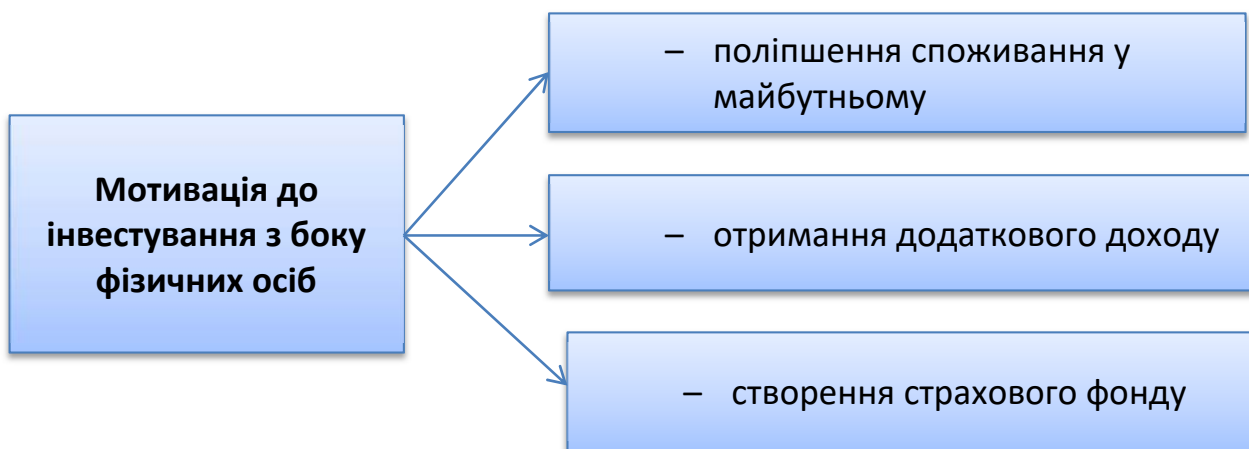 Мотивація до
інвестування з боку
фізичних осіб
– поліпшення споживання у
майбутньому
– отримання додаткового доходу
– створення страхового фонду